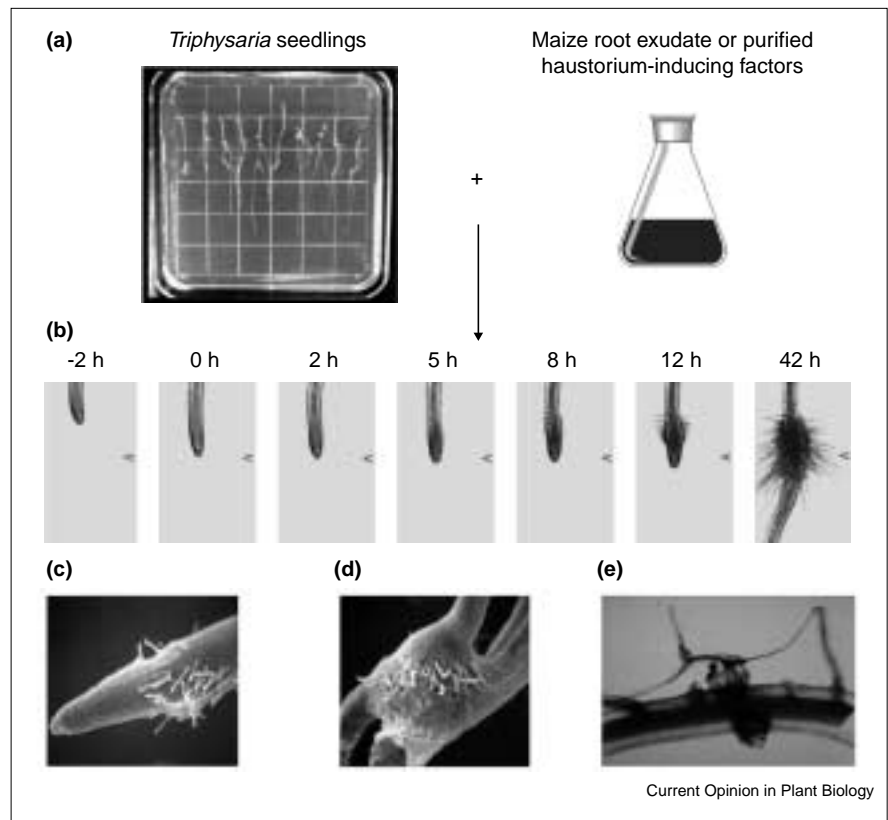 (a)
Triphysaria seedlings
Maize root exudate or purified
haustorium-inducing factors
+
(b)
-2 h 0 h 2 h 5 h 8 h 12 h 42 h
(c)
(d)
(e)
Current Opinion in Plant Biology